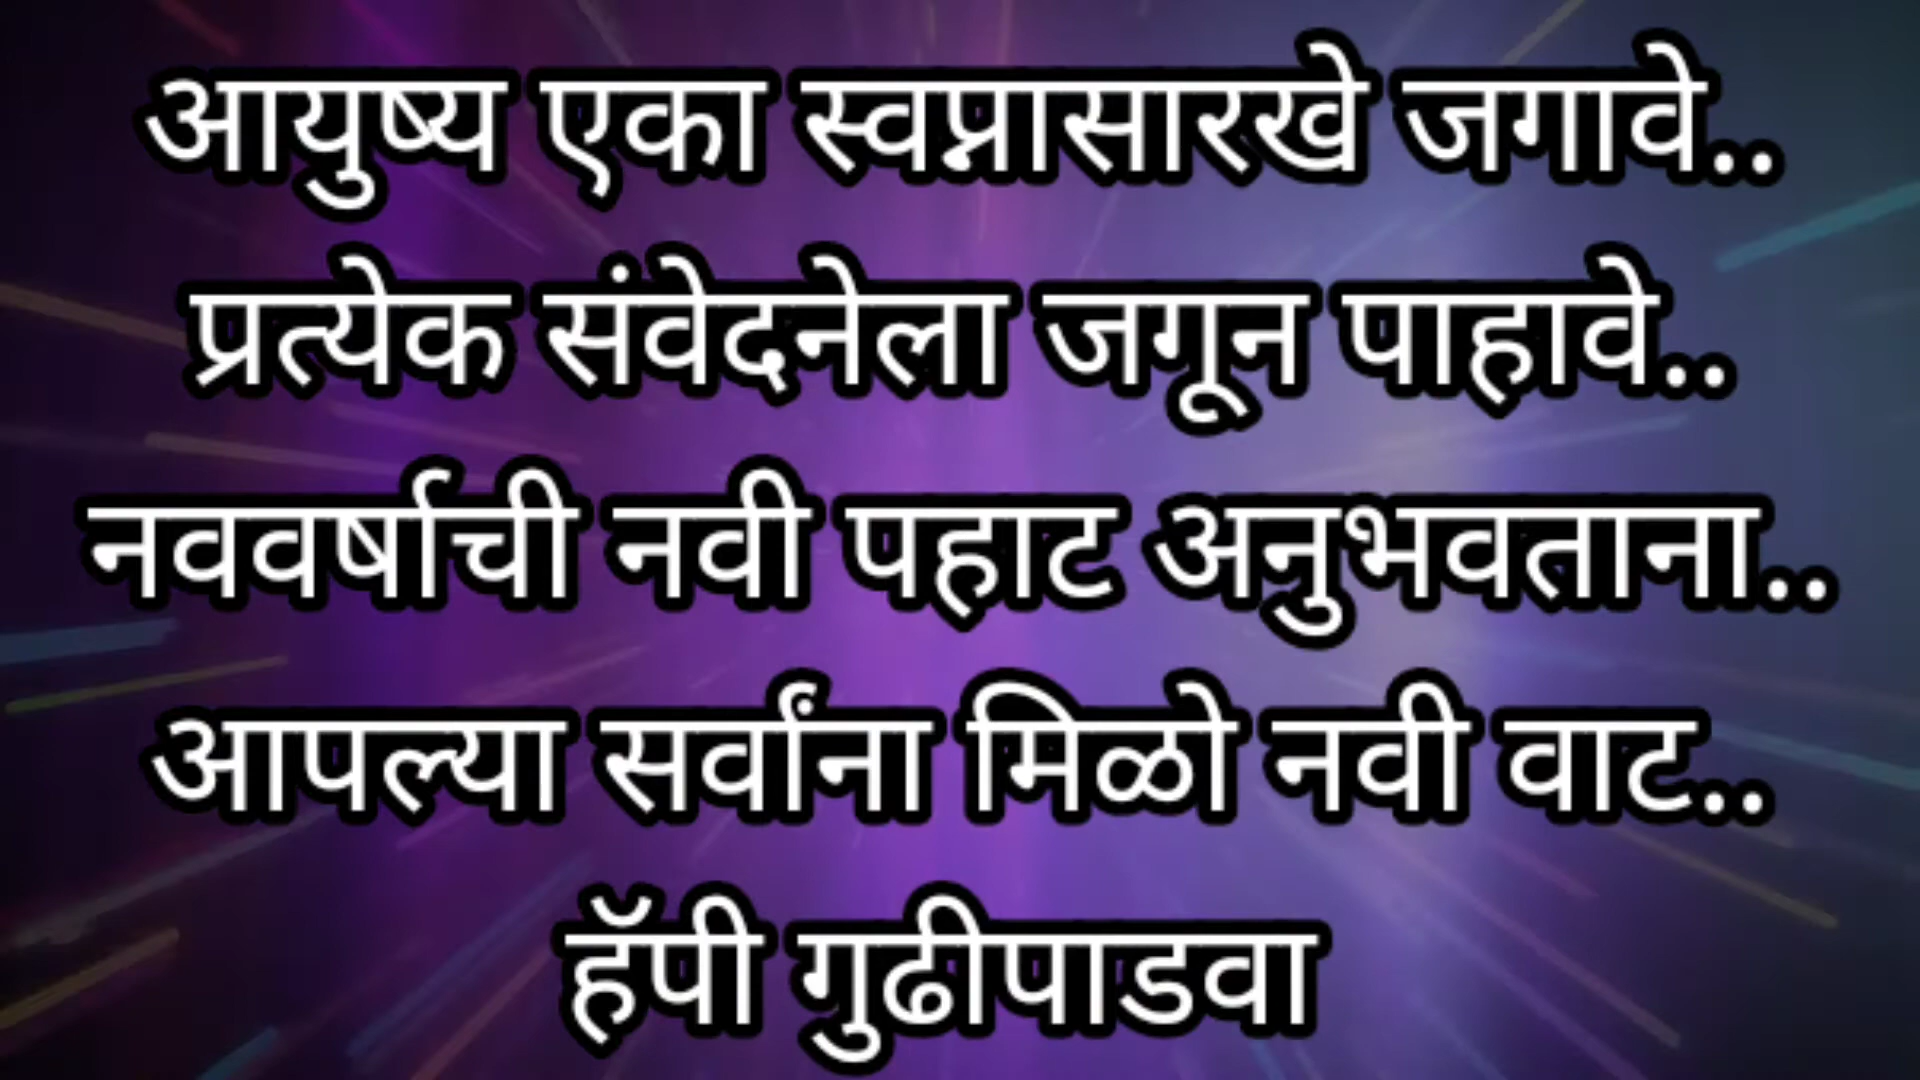 आयुष्य एका स्वप्नासारखे जगावे..
प्रत्येक संवेदनेला जगून पाहावे..
नववर्षाची नवी पहाट अनुभवताना..
आपल्या सर्वांना मिळो नवी वाट..
हॅपी गुढीपाडवा